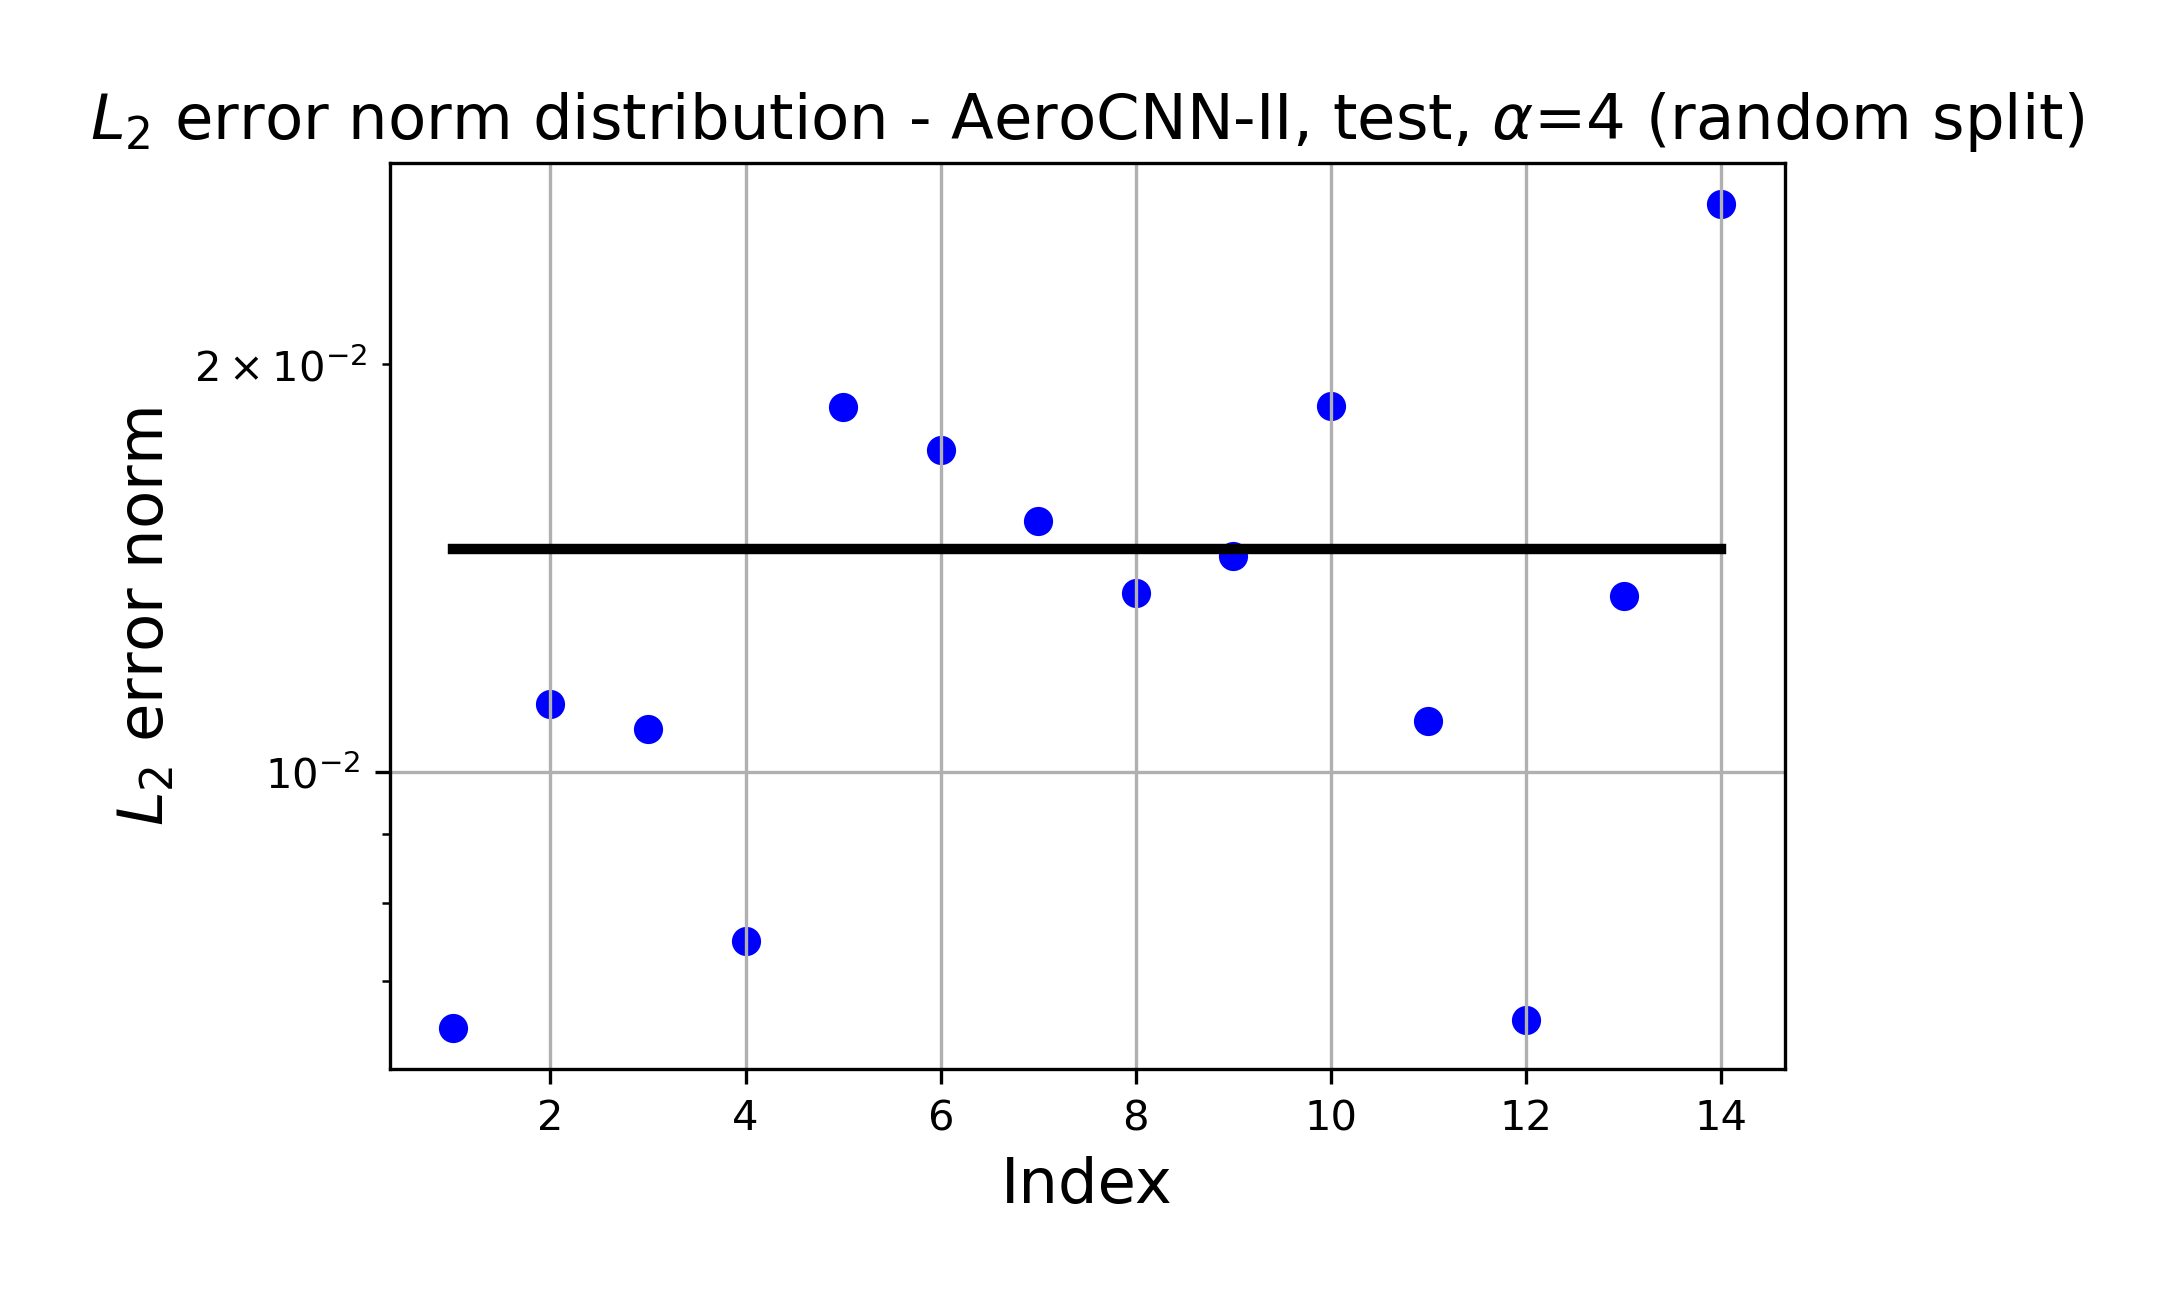 L₂ error norm distribution - AeroCNN-II, test, α=4 (random split)
2 × 10⁻²
10⁻²
L₂ error norm
2 4 6 8 10 12 14
Index